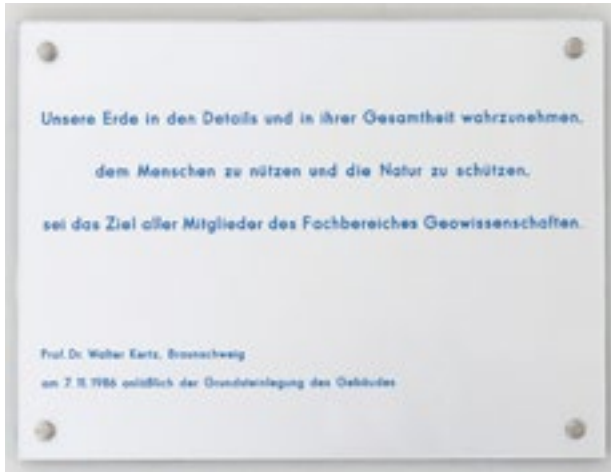 Unsere Erde in den Details und in ihrer Gesamtheit wahrzunehmen,
dem Menschen zu nützen und die Natur zu schützen,
sei das Ziel aller Mitglieder des Fachbereiches Geowissenschaften.
Prof. Dr. Walter Kertz, Braunschweig
am 7.11.1986 anläßlich der Grundsteinlegung des Gebäudes